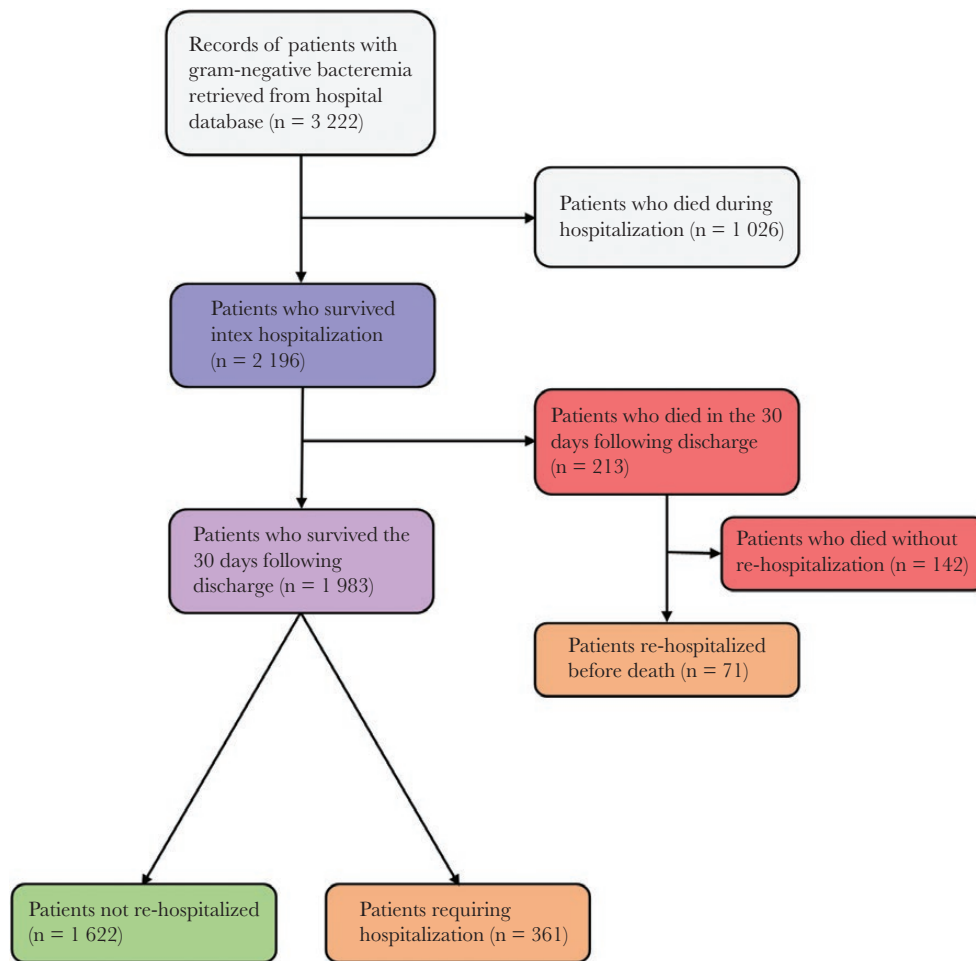 Records of patients with
gram-negative bacteremia
retrieved from hospital
database (n = 3 222)
Patients who died during
hospitalization (n = 1 026)
Patients who survived
intex hospitalization
(n = 2 196)
Patients who died in the 30
days following discharge
(n = 213)
Patients who survived the
30 days following
discharge (n = 1 983)
Patients who died without
re-hospitalization (n = 142)
Patients re-hospitalized
before death (n = 71)
Patients not re-hospitalized
(n = 1 622)
Patients requiring
hospitalization (n = 361)